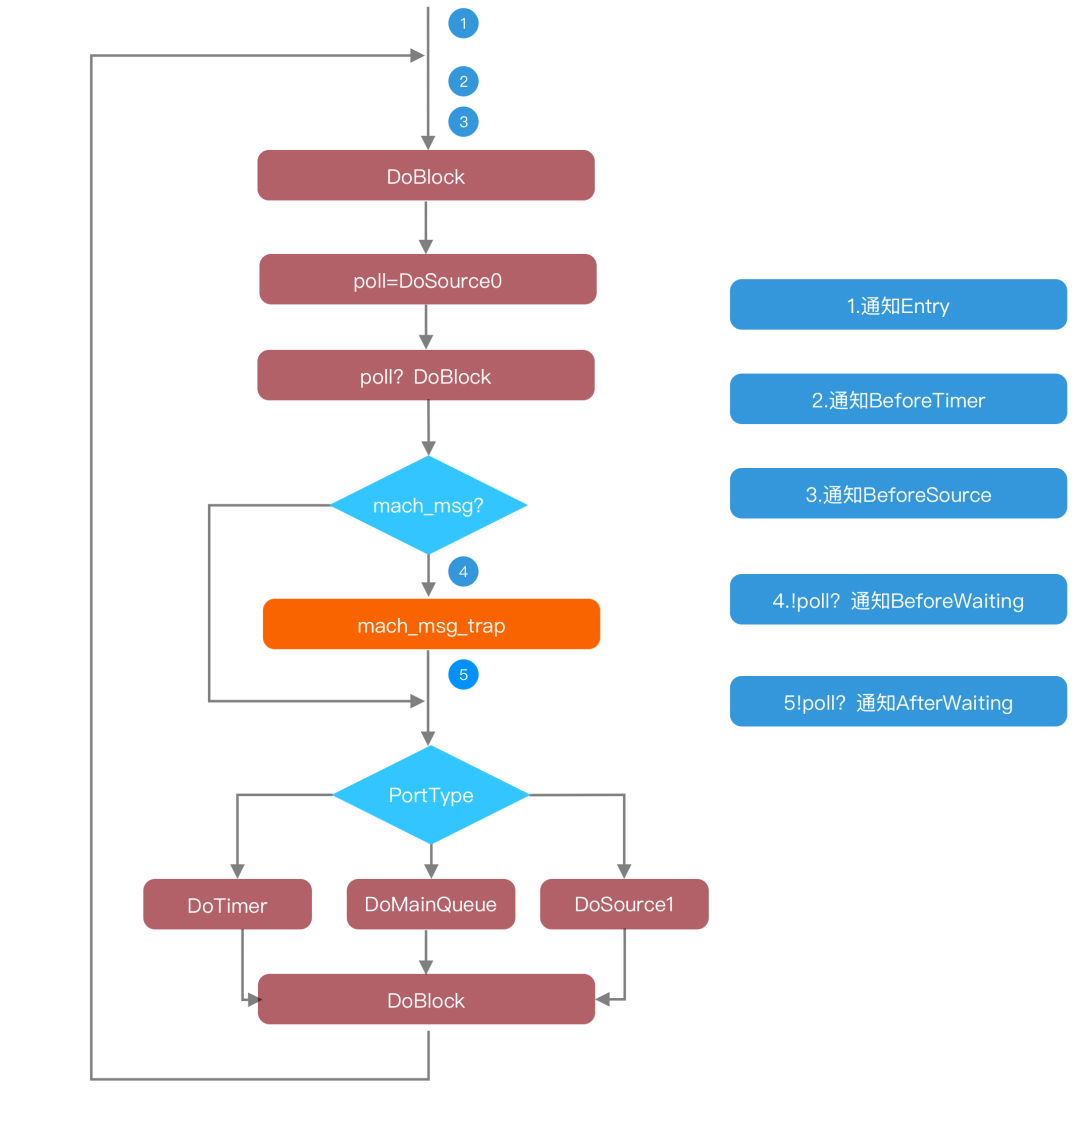 1
2
3
DoBlock
poll=DoSource0
poll? DoBlock
mach_msg?
4
mach_msg_trap
5
PortType
DoTimer
DoMainQueue
DoSource1
DoBlock
1.通知Entry
2.通知BeforeTimer
3.通知BeforeSource
4.!poll? 通知BeforeWaiting
5!poll? 通知AfterWaiting